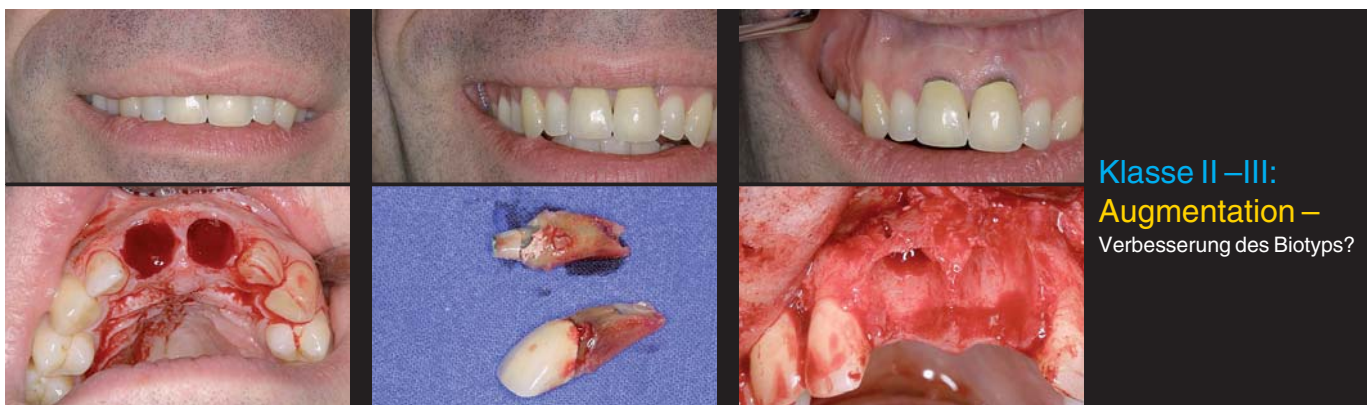 Klasse II –III:
Augmentation –
Verbesserung des Biotyps?